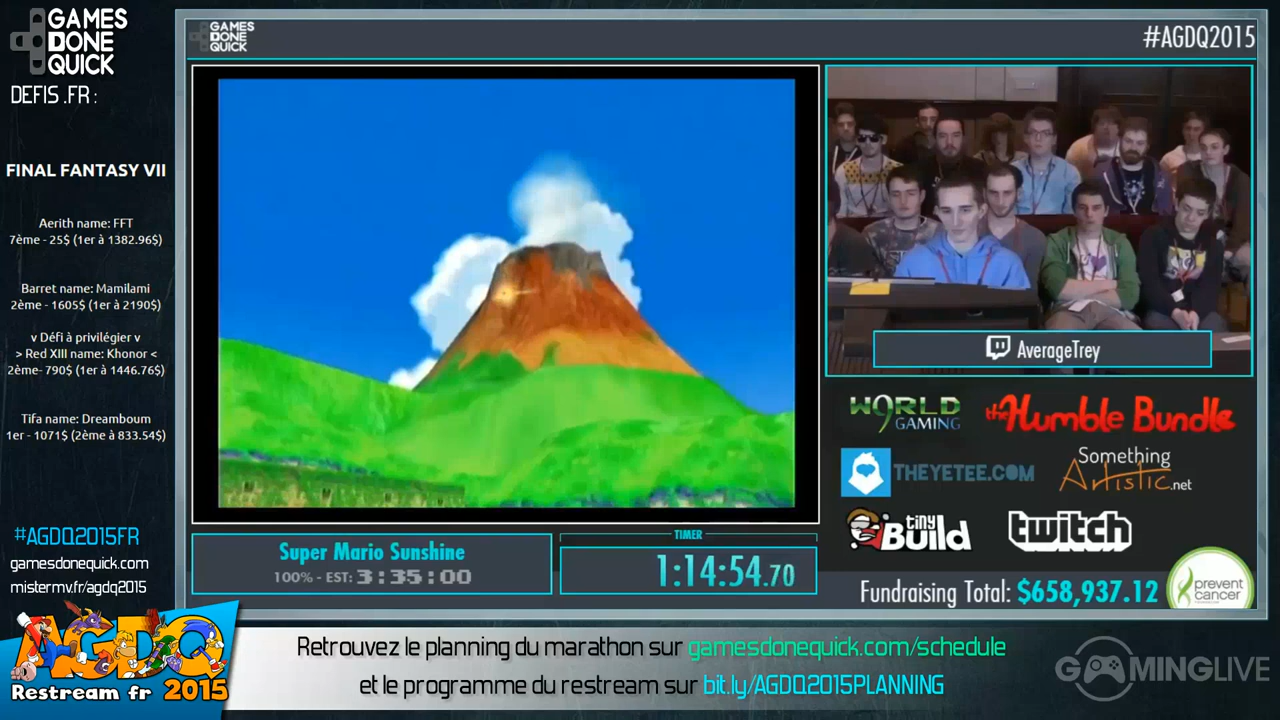 GAMES
DONE
QUICK
DEFIS .FR :
FINAL FANTASY VII
Aerith name: FFT
7ème - 25$ (1er à 1382.96$)
Barret name: Mamilami
2ème - 1605$ (1er à 2190$)
v Défi à privilégier v
> Red XIII name: Khonor <
2ème- 790$ (1er à 1446.76$)
Tifa name: Dreamboum
1er - 1071$ (2ème à 833.54$)
#AGDQ2015FR
gamesdonequick.com
mistermv.fr/agdq2015
AGDQ
Restream fr 2015
GAMES
DONE
QUICK
#AGDQ2015
AverageTrey
W9RLD
GAMING
the Humble Bundle
THEYETEE.COM
Something
Artistic.net
tiny
Build
twitch
Super Mario Sunshine
100% - EST: 3:35:00
TIMER
1:14:54.70
Fundraising Total: $658,937.12
prevent
cancer
Retrouvez le planning du marathon sur gamesdonequick.com/schedule
et le programme du restream sur bit.ly/AGDQ2015PLANNING
GAMINGLIVE